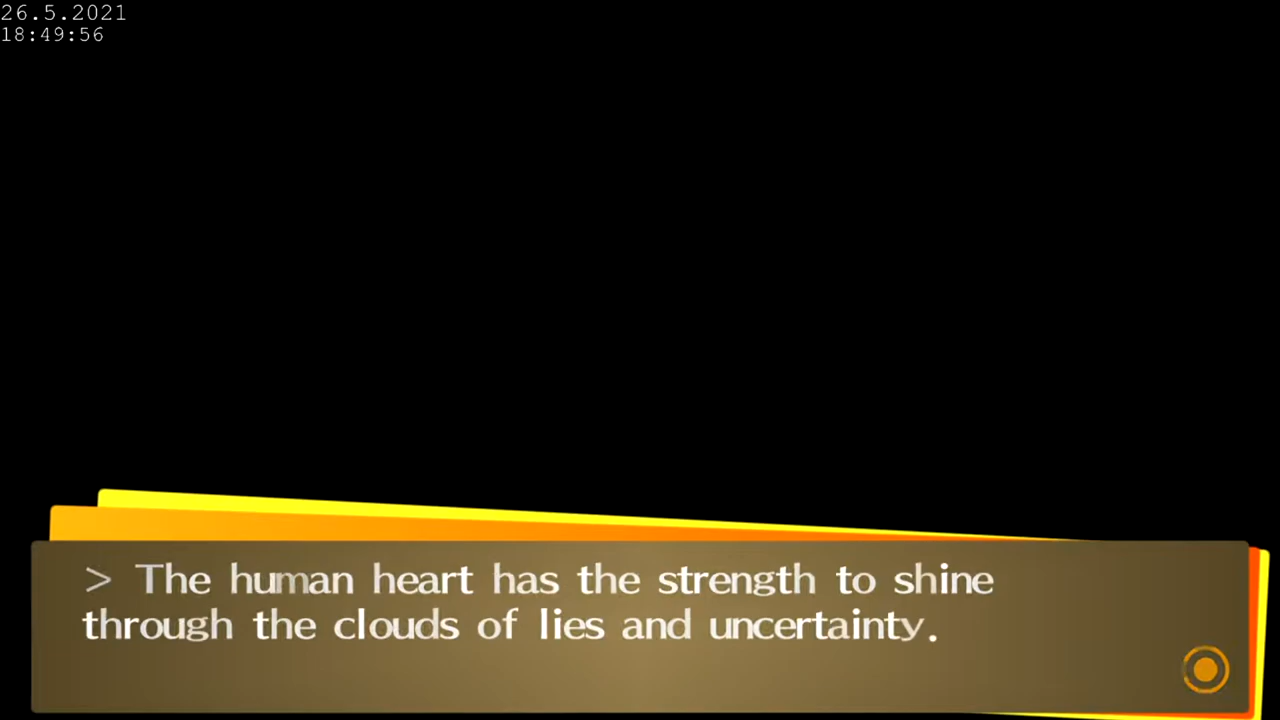 26.5.2021
18:49:56
> The human heart has the strength to shine
through the clouds of lies and uncertainty.